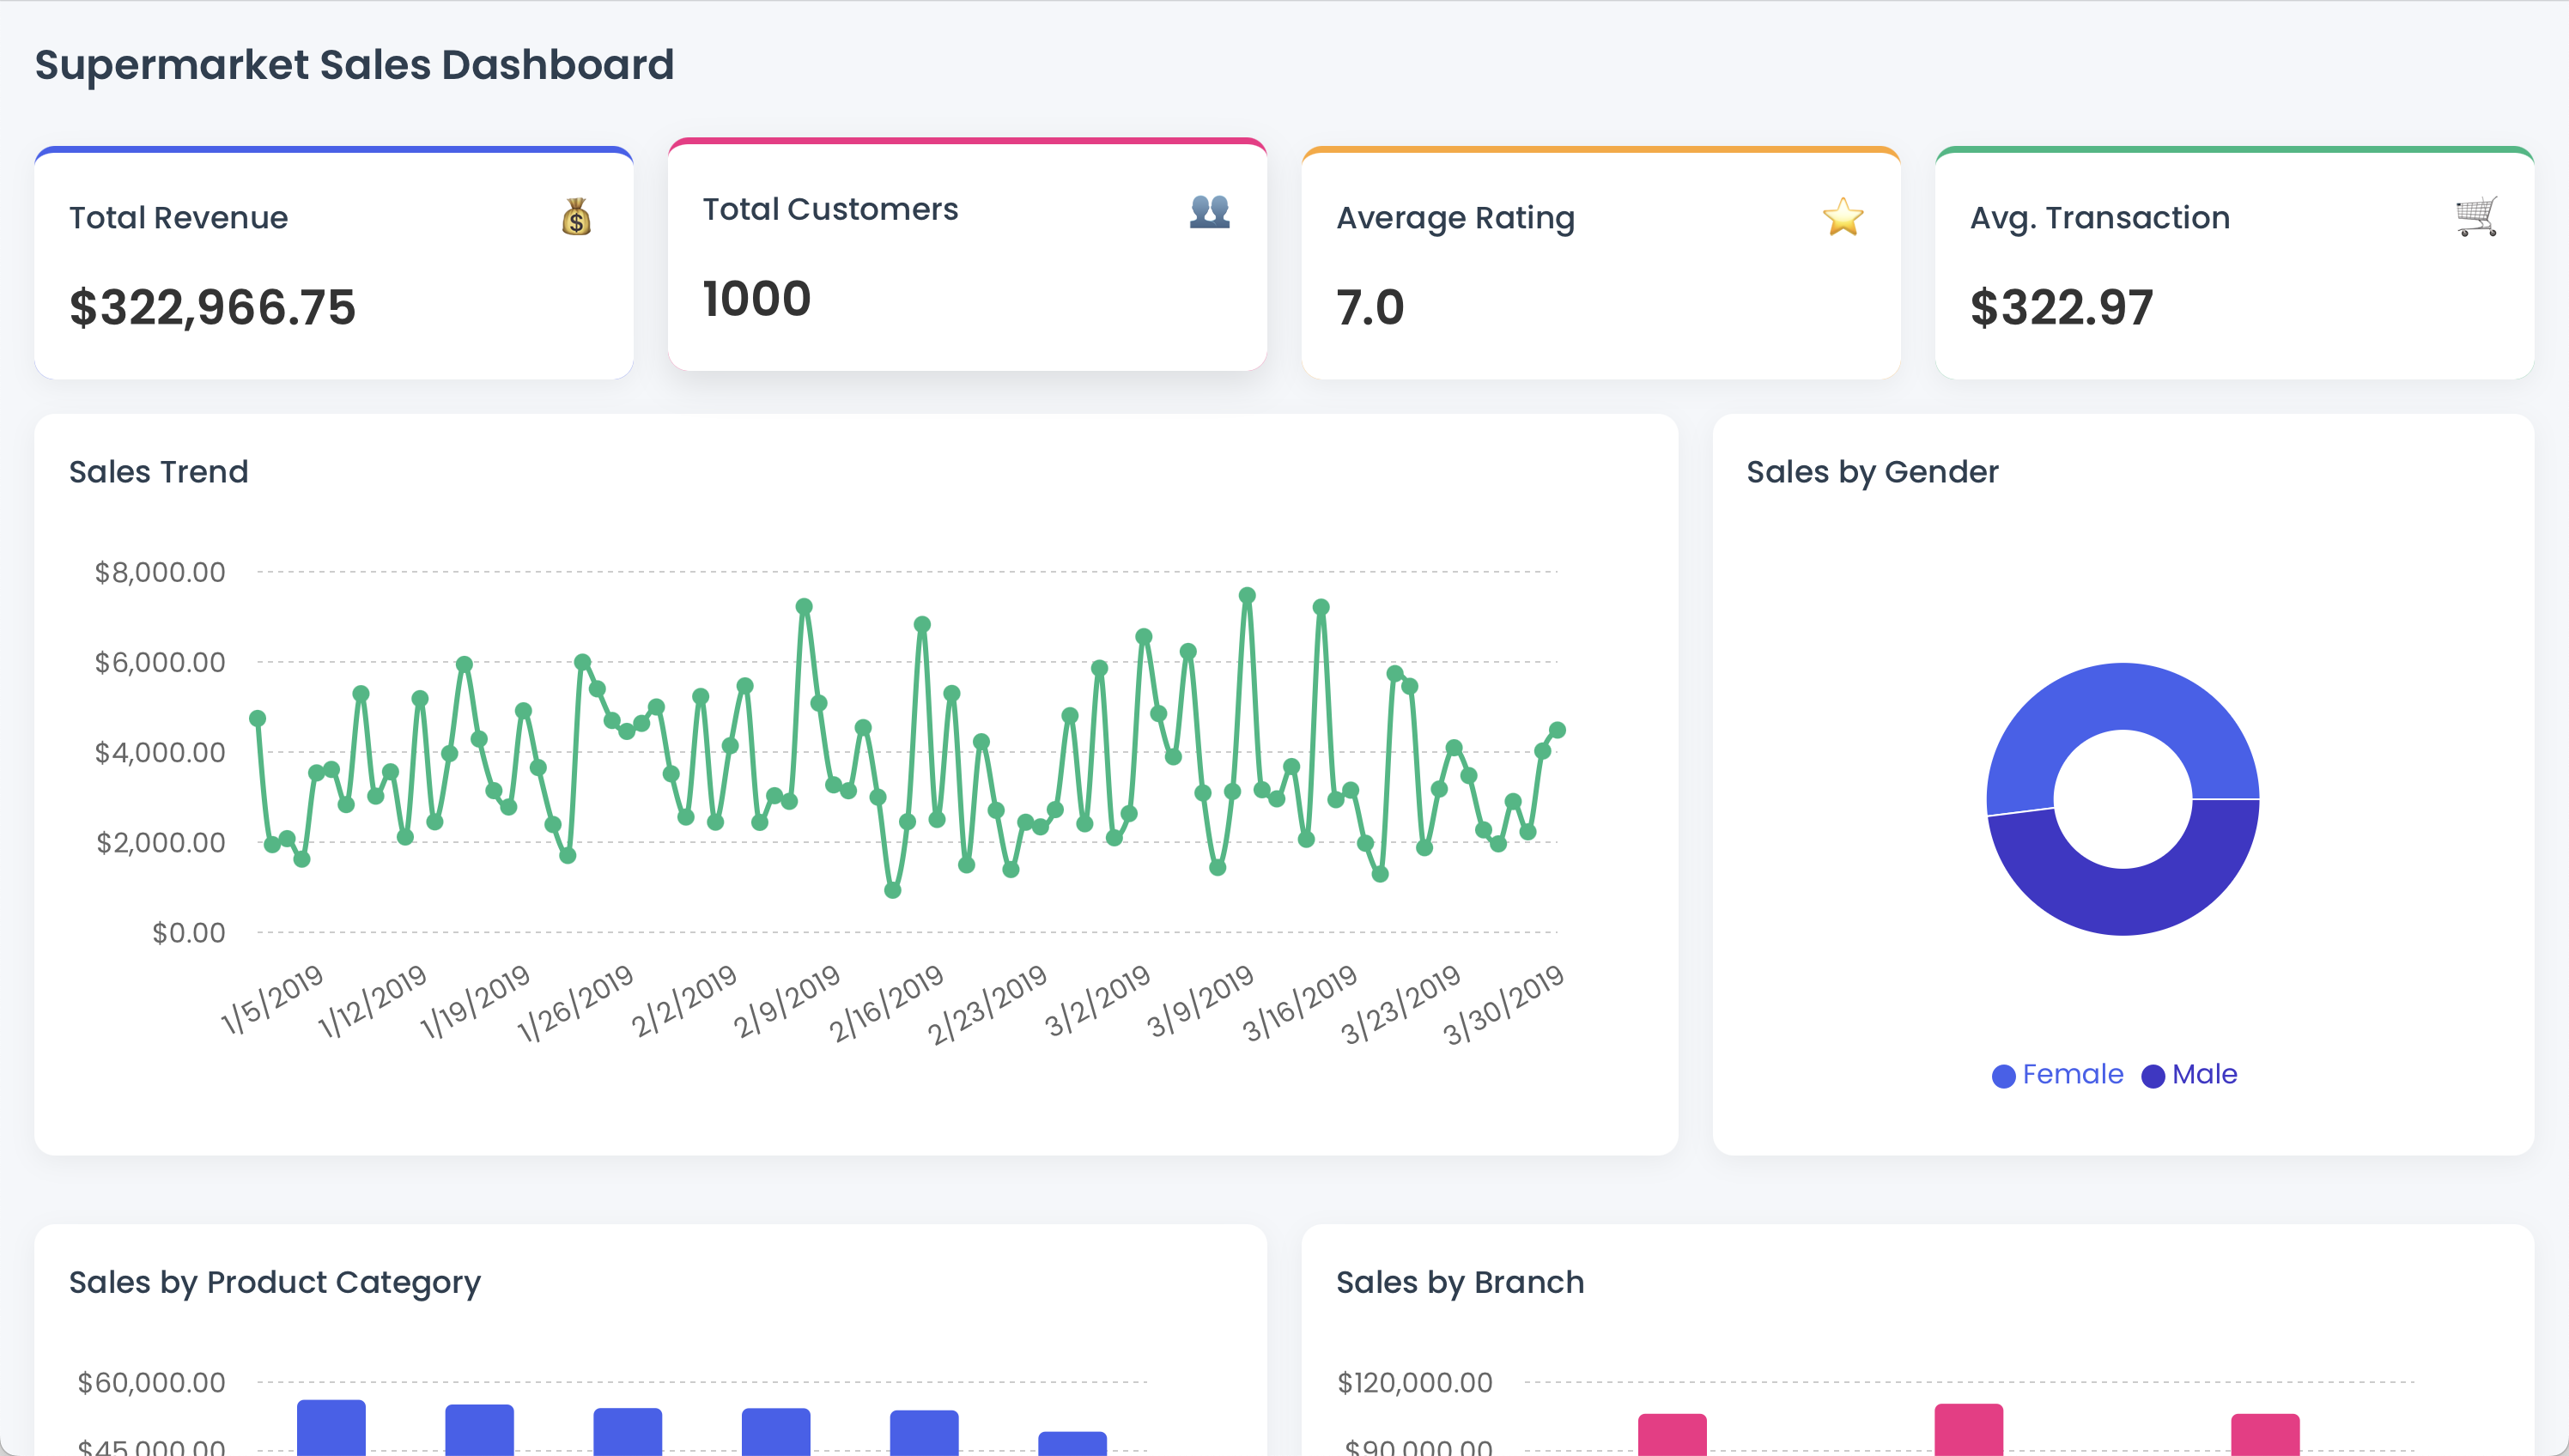 Supermarket Sales Dashboard
Total Revenue
$322,966.75
Total Customers
1000
Average Rating
7.0
Avg. Transaction
$322.97
Sales Trend
$8,000.00
$6,000.00
$4,000.00
$2,000.00
$0.00
1/5/2019
1/12/2019
1/19/2019
1/26/2019
2/2/2019
2/9/2019
2/16/2019
2/23/2019
3/2/2019
3/9/2019
3/16/2019
3/23/2019
3/30/2019
Sales by Gender
Female
Male
Sales by Product Category
$60,000.00
$45,000.00
Sales by Branch
$120,000.00
$90,000.00